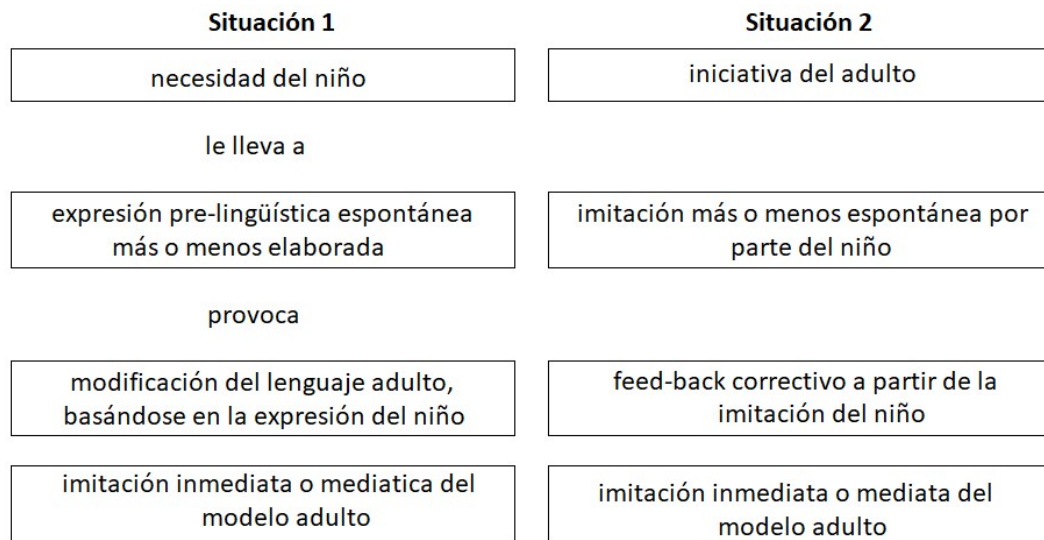 Situación 1
necesidad del niño
le lleva a
expresión pre-lingüística espontánea
más o menos elaborada
provoca
modificación del lenguaje adulto,
basándose en la expresión del niño
imitación inmediata o mediatica del
modelo adulto
Situación 2
iniciativa del adulto
imitación más o menos espontánea por
parte del niño
feed-back correctivo a partir de la
imitación del niño
imitación inmediata o mediata del
modelo adulto